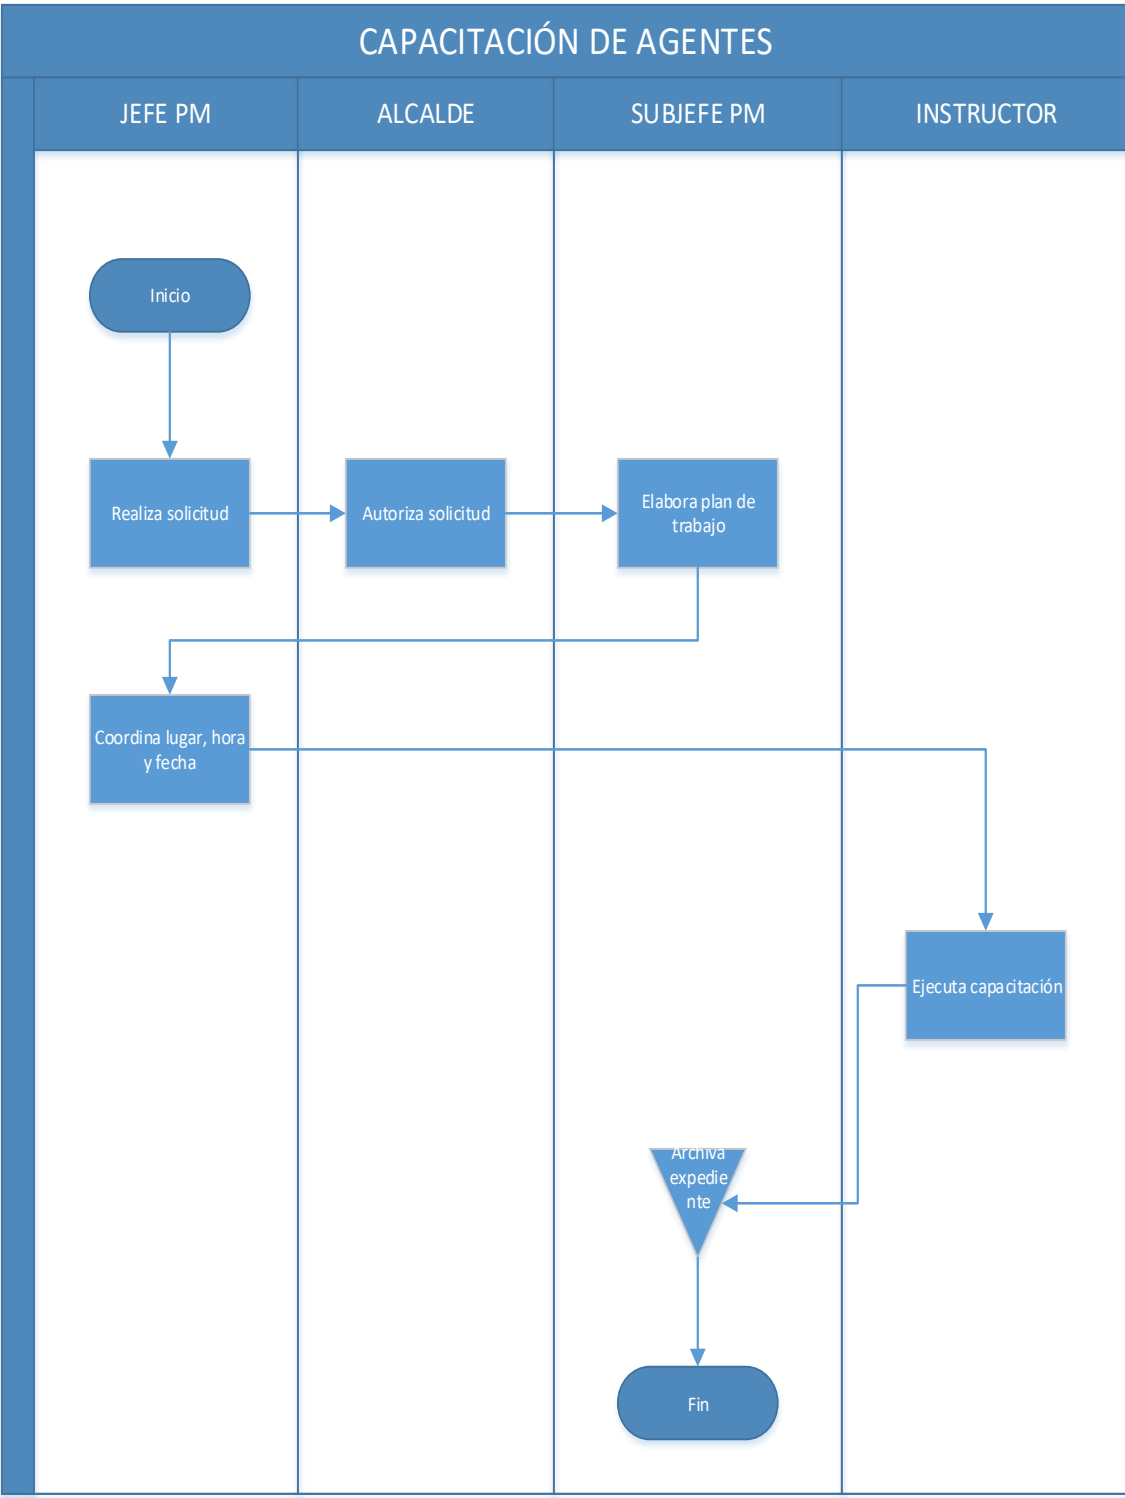 CAPACITACIÓN DE AGENTES
JEFE PM
ALCALDE
SUBJEFE PM
INSTRUCTOR
Inicio
Realiza solicitud
Autoriza solicitud
Elabora plan de
trabajo
Coordina lugar, hora
y fecha
Ejecuta capacitación
Archiva
expedie
nte
Fin